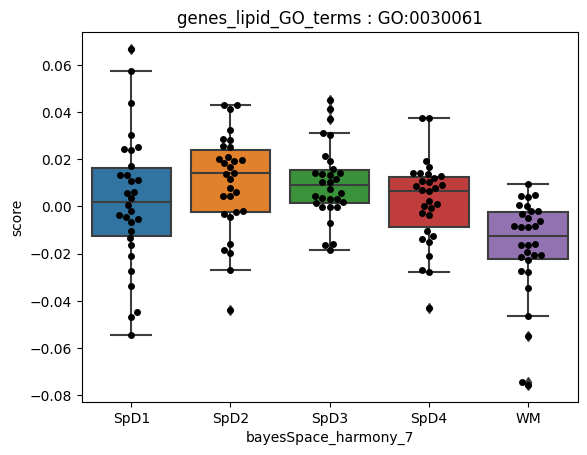 genes_lipid_GO_terms : GO:0030061
score
0.06
0.04
0.02
0.00
−0.02
−0.04
−0.06
−0.08
SpD1 SpD2 SpD3 SpD4 WM
bayesSpace_harmony_7